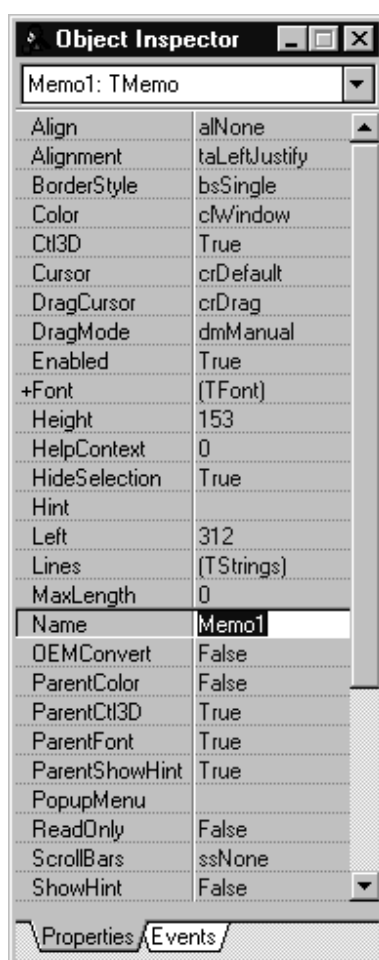 Object Inspector
Memo1: TMemo
Align alNone
Alignment taLeftJustify
BorderStyle bsSingle
Color clWindow
Ctl3D True
Cursor crDefault
DragCursor crDrag
DragMode dmManual
Enabled True
+Font (TFont)
Height 153
HelpContext 0
HideSelection True
Hint
Left 312
Lines (TStrings)
MaxLength 0
Name Memo1
OEMConvert False
ParentColor False
ParentCtl3D True
ParentFont True
ParentShowHint True
PopupMenu
ReadOnly False
ScrollBars ssNone
ShowHint False
Properties Events